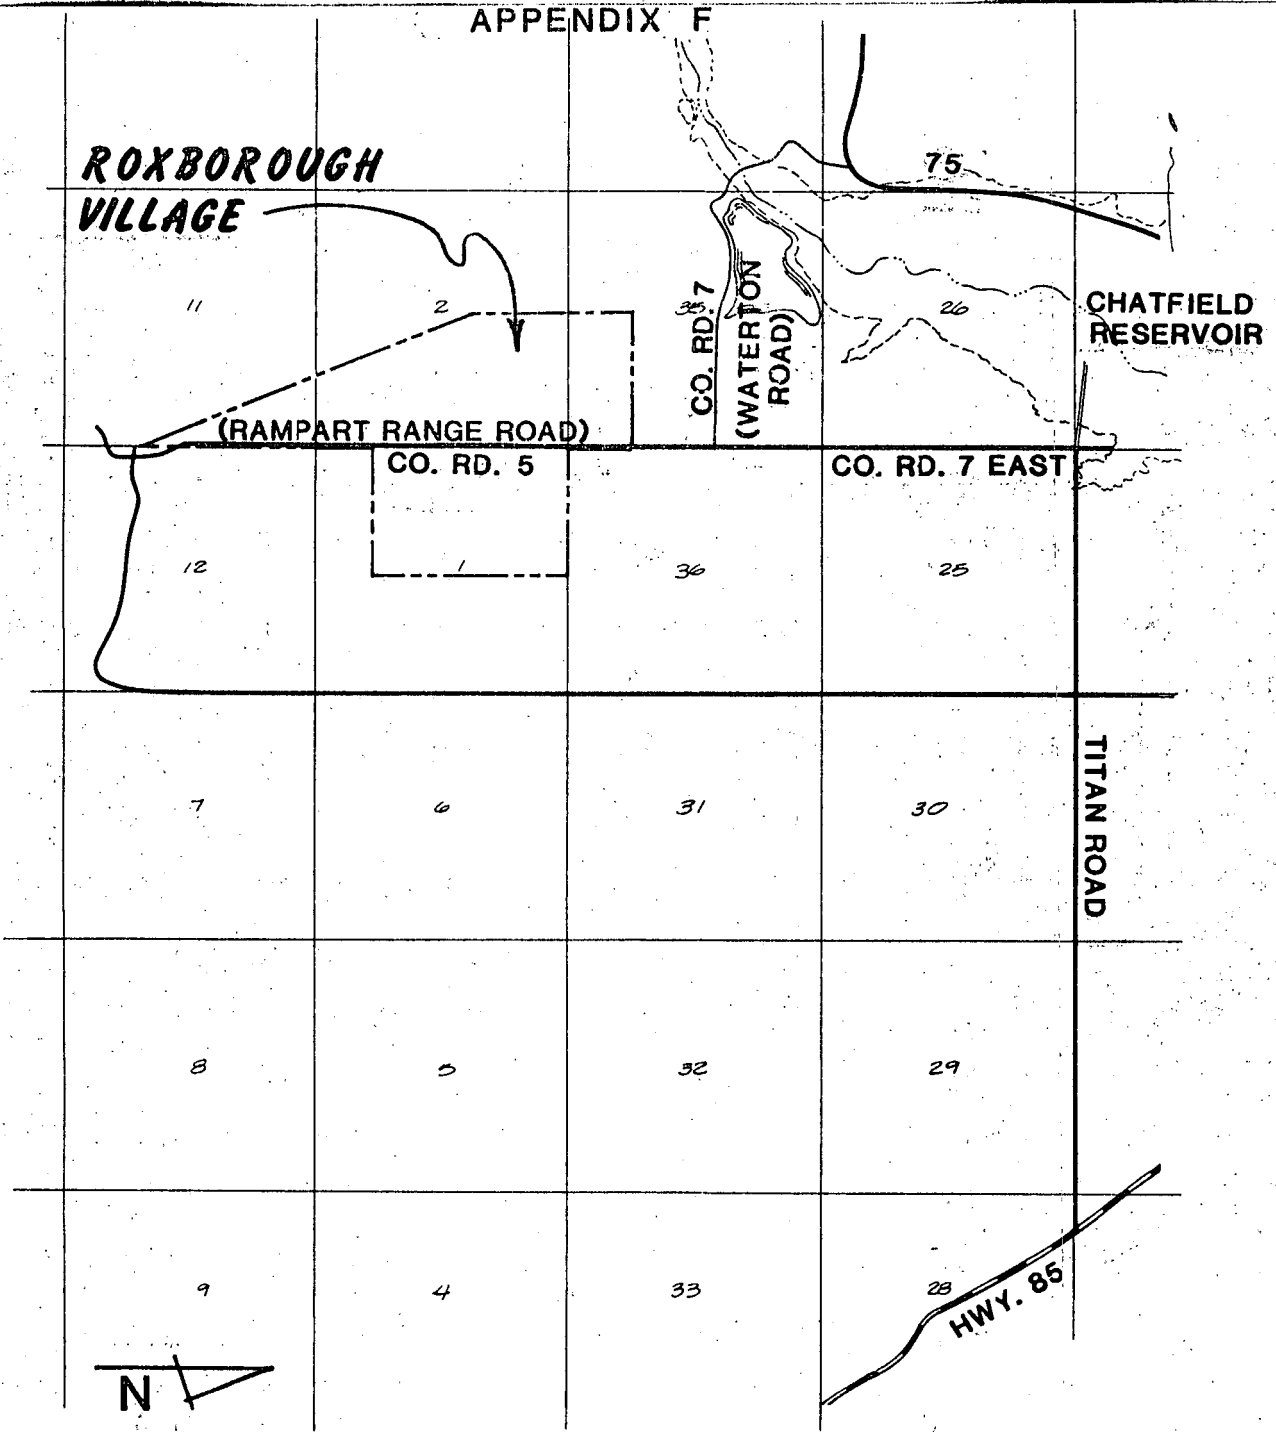 APPENDIX F
ROXBOROUGH
VILLAGE
75
11
2
35
26
CO. RD. 7
(WATERTON
ROAD)
CHATFIELD
RESERVOIR
(RAMPART RANGE ROAD)
CO. RD. 5
CO. RD. 7 EAST
12
1
36
25
7
6
31
30
TITAN ROAD
8
5
32
29
9
4
33
28
HWY. 85
N